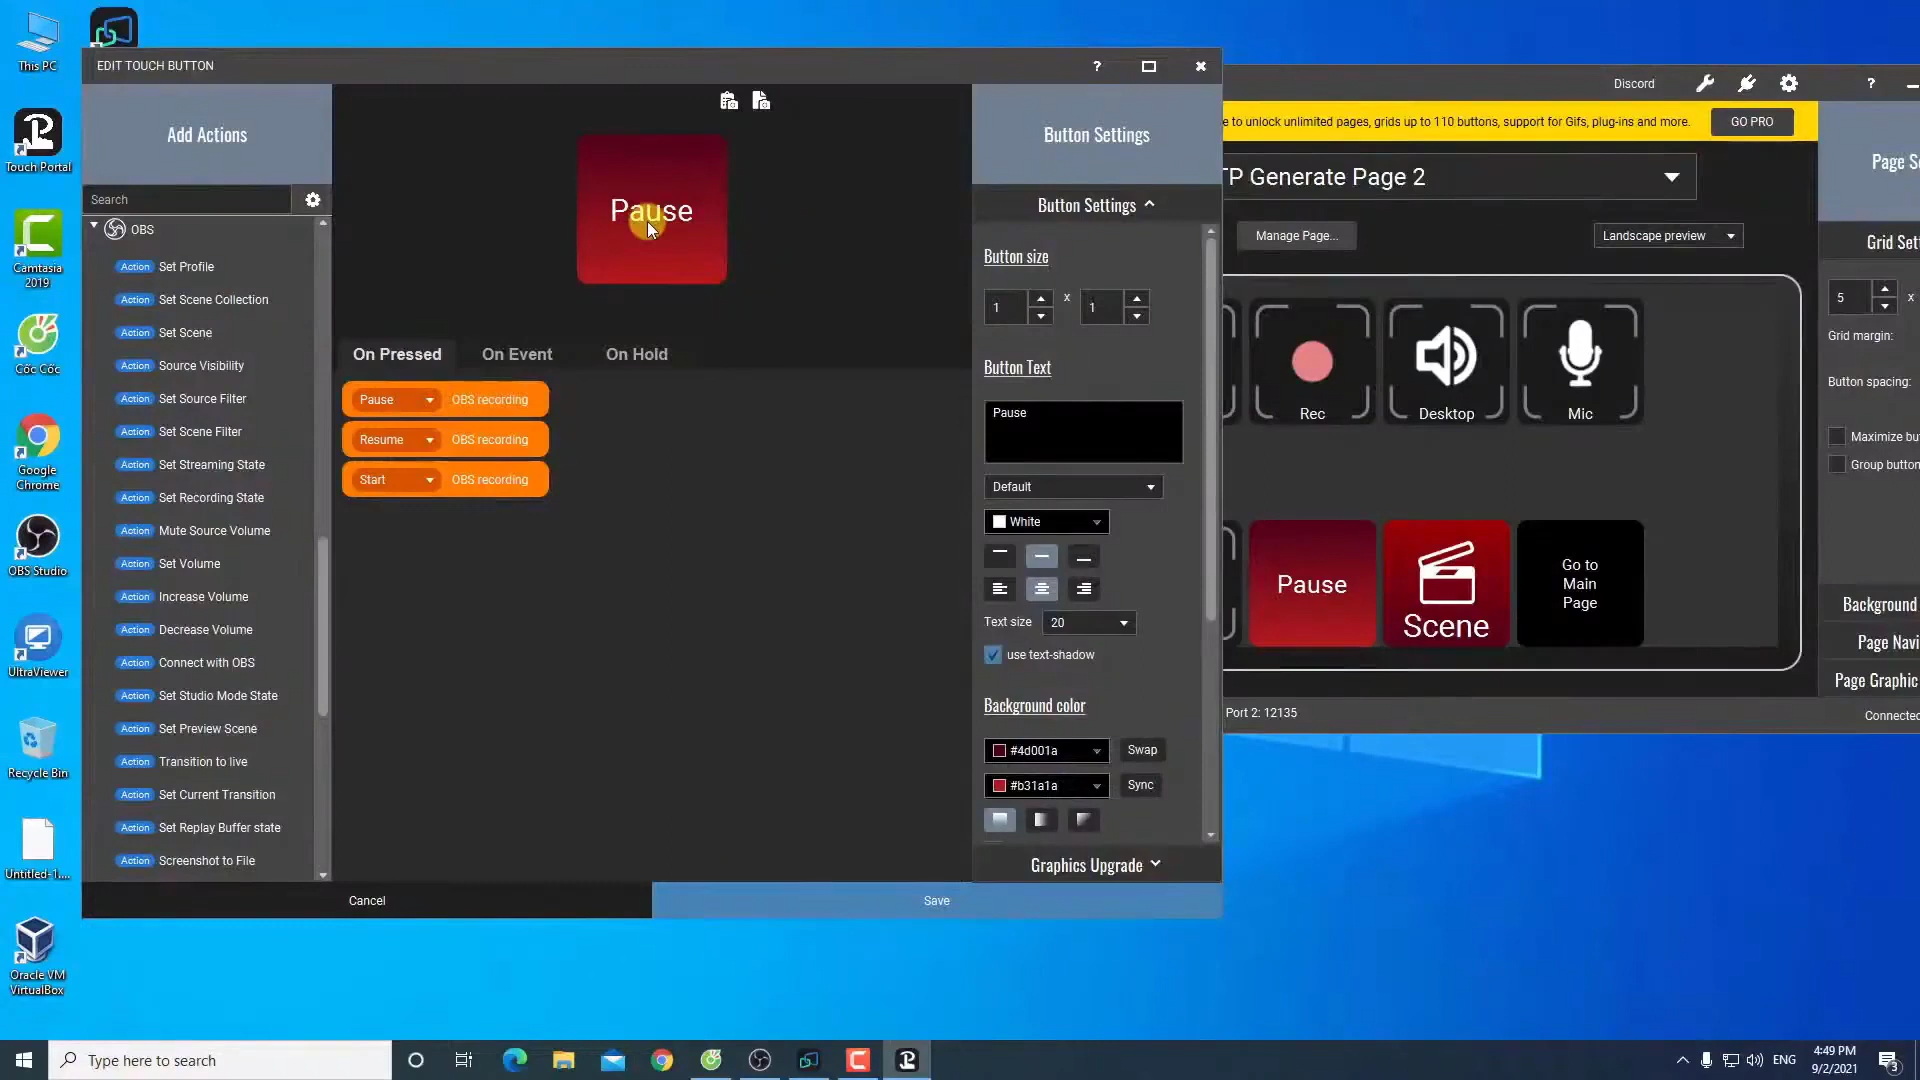 This PC
Touch Portal
Camtasia
2019
Cốc Cốc
Google
Chrome
OBS Studio
UltraViewer
Recycle Bin
Untitled-1....
Oracle VM
VirtualBox
EDIT TOUCH BUTTON
?
Add Actions
Search
OBS
Action Set Profile
Action Set Scene Collection
Action Set Scene
Action Source Visibility
Action Set Source Filter
Action Set Scene Filter
Action Set Streaming State
Action Set Recording State
Action Mute Source Volume
Action Set Volume
Action Increase Volume
Action Decrease Volume
Action Connect with OBS
Action Set Studio Mode State
Action Set Preview Scene
Action Transition to live
Action Set Current Transition
Action Set Replay Buffer state
Action Screenshot to File
Pause
On Pressed On Event On Hold
Pause OBS recording
Resume OBS recording
Start OBS recording
Cancel
Save
Button Settings
Button Settings
Button size
1 x 1
Button Text
Pause
Default
White
Text size 20
use text-shadow
Background color
#4d001a Swap
#b31a1a Sync
Graphics Upgrade
Discord
?
e to unlock unlimited pages, grids up to 110 buttons, support for Gifs, plug-ins and more. GO PRO
TP Generate Page 2
Manage Page...
Landscape preview
Rec
Desktop
Mic
Pause
Scene
Go to
Main
Page
Port 2: 12135
Page Se
Grid Sett
5 x
Grid margin:
Button spacing:
Maximize bu
Group button
Background
Page Navi
Page Graphic
Connected
Type here to search
ENG
4:49 PM
9/2/2021
3